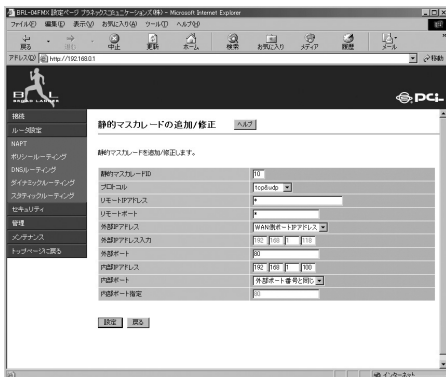 BRL-04FMX 設定ページ プラネックスコミュニケーションズ(株) - Microsoft Internet Explorer
ファイル(F) 編集(E) 表示(V) お気に入り(A) ツール(T) ヘルプ(H)
戻る 中止 更新 ホーム 検索 お気に入り メディア 履歴 メール
アドレス(D) http://192.168.0.1 移動
BRL
BROAD LANNER
PCi
接続
ルータ設定
NAPT
ポリシールーティング
DNSルーティング
ダイナミックルーティング
スタティックルーティング
セキュリティ
管理
メンテナンス
トップページに戻る
静的マスカレードの追加/修正 ヘルプ
静的マスカレードを追加/修正します。
静的マスカレードID 10
プロトコル tcp&udp
リモートIPアドレス *
リモートポート *
外部IPアドレス WAN側ポートIPアドレス
外部IPアドレス入力 192 168 1 118
外部ポート 80
内部IPアドレス 192 168 1 100
内部ポート 外部ポート番号と同じ
内部ポート指定 80
設定 戻る
インターネット